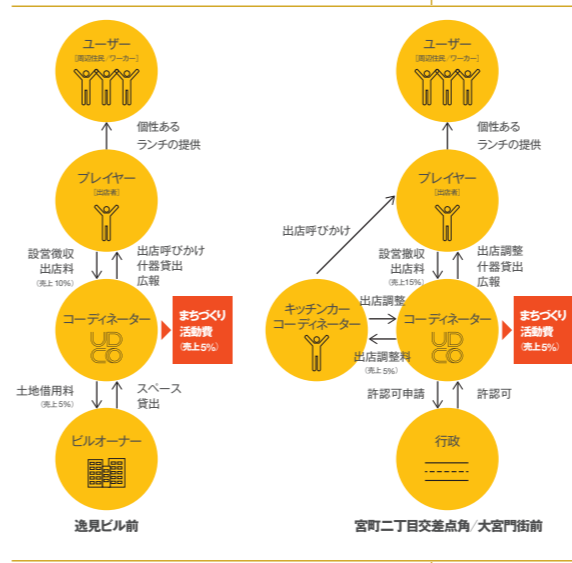 ユーザー
[周辺住民/ワーカー]
個性ある
ランチの提供
プレイヤー
[出店者]
設営徴収
出店料
(売上10%)
出店呼びかけ
什器貸出
広報
コーディネーター
UDCO
まちづくり
活動費
(売上5%)
土地借用料
(売上5%)
スペース
貸出
ビルオーナー
逸見ビル前
ユーザー
[周辺住民/ワーカー]
個性ある
ランチの提供
プレイヤー
[出店者]
出店呼びかけ
設営撤収
出店料
(売上15%)
出店調整
什器貸出
広報
キッチンカー
コーディネーター
出店調整
出店調整料
(売上5%)
コーディネーター
UDCO
まちづくり
活動費
(売上5%)
許認可申請
許認可
行政
宮町二丁目交差点角/大宮門街前